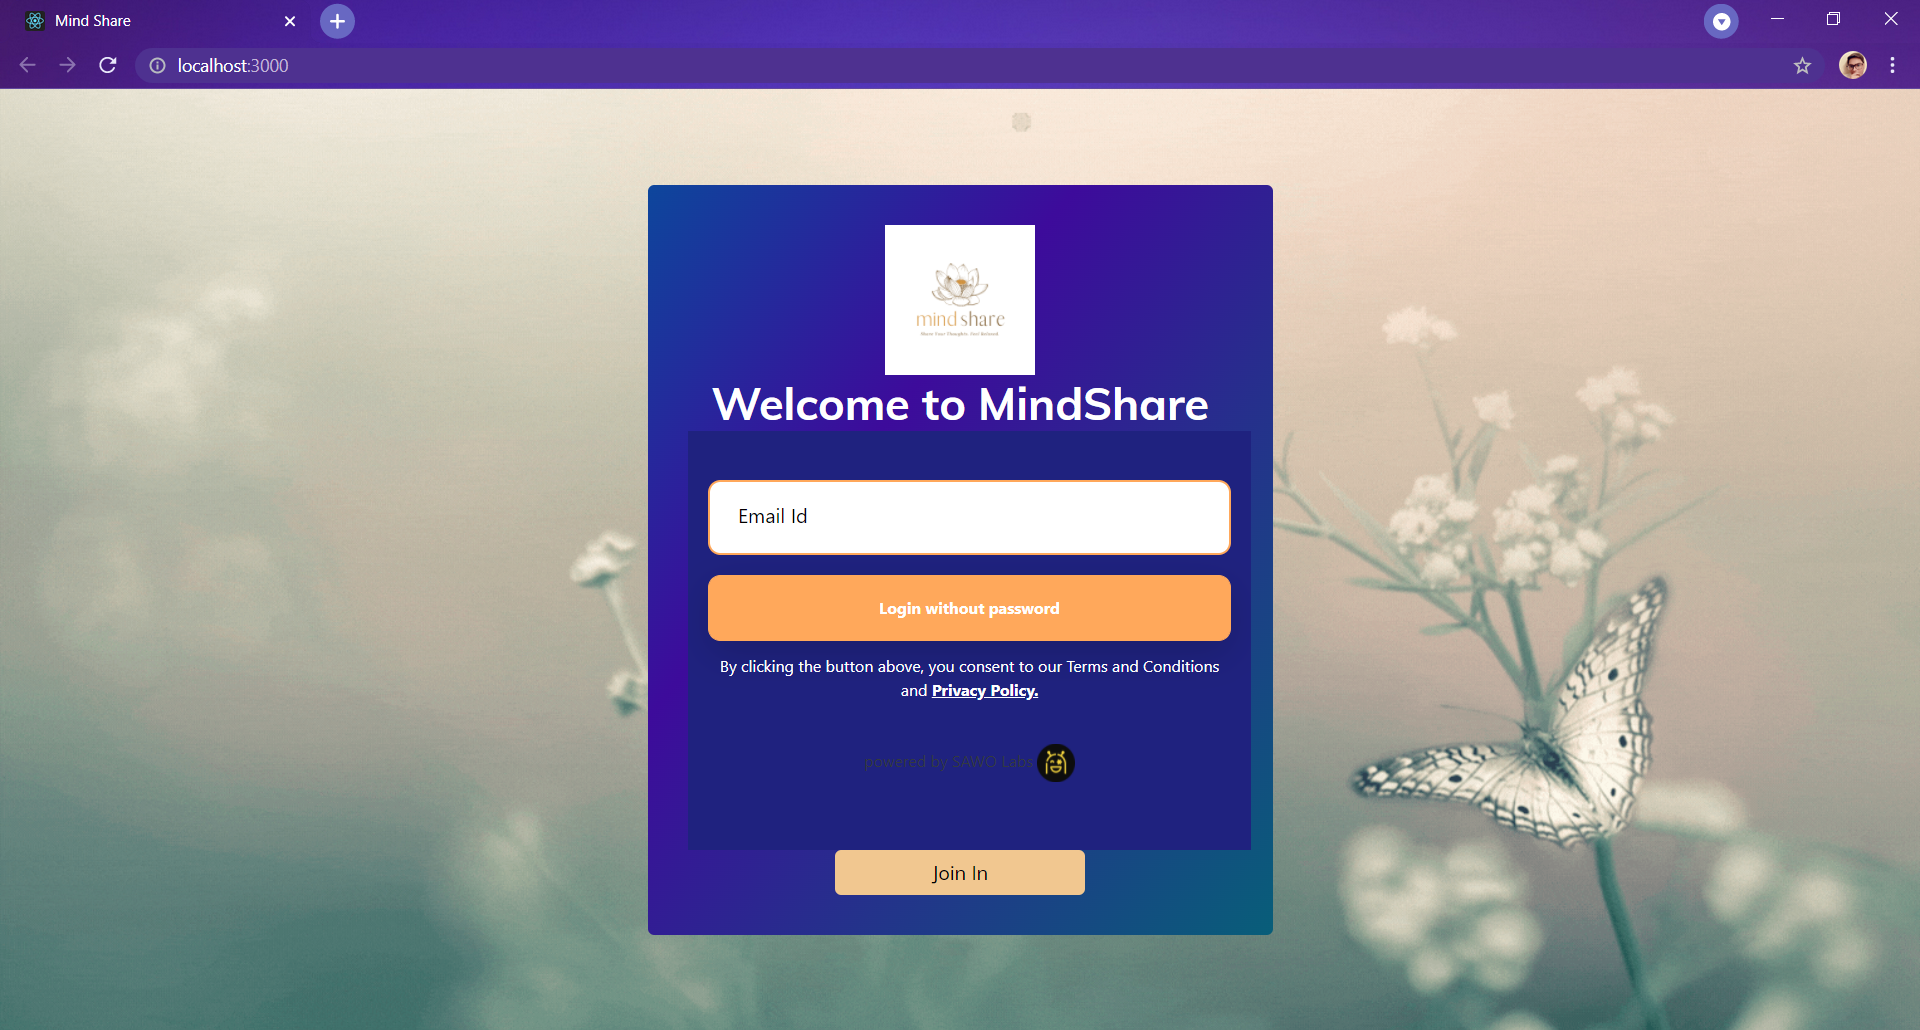 Mind Share
localhost:3000
mind share
Welcome to MindShare
Email Id
Login without password
By clicking the button above, you consent to our Terms and Conditions
and Privacy Policy.
powered by SAWO Labs
Join In